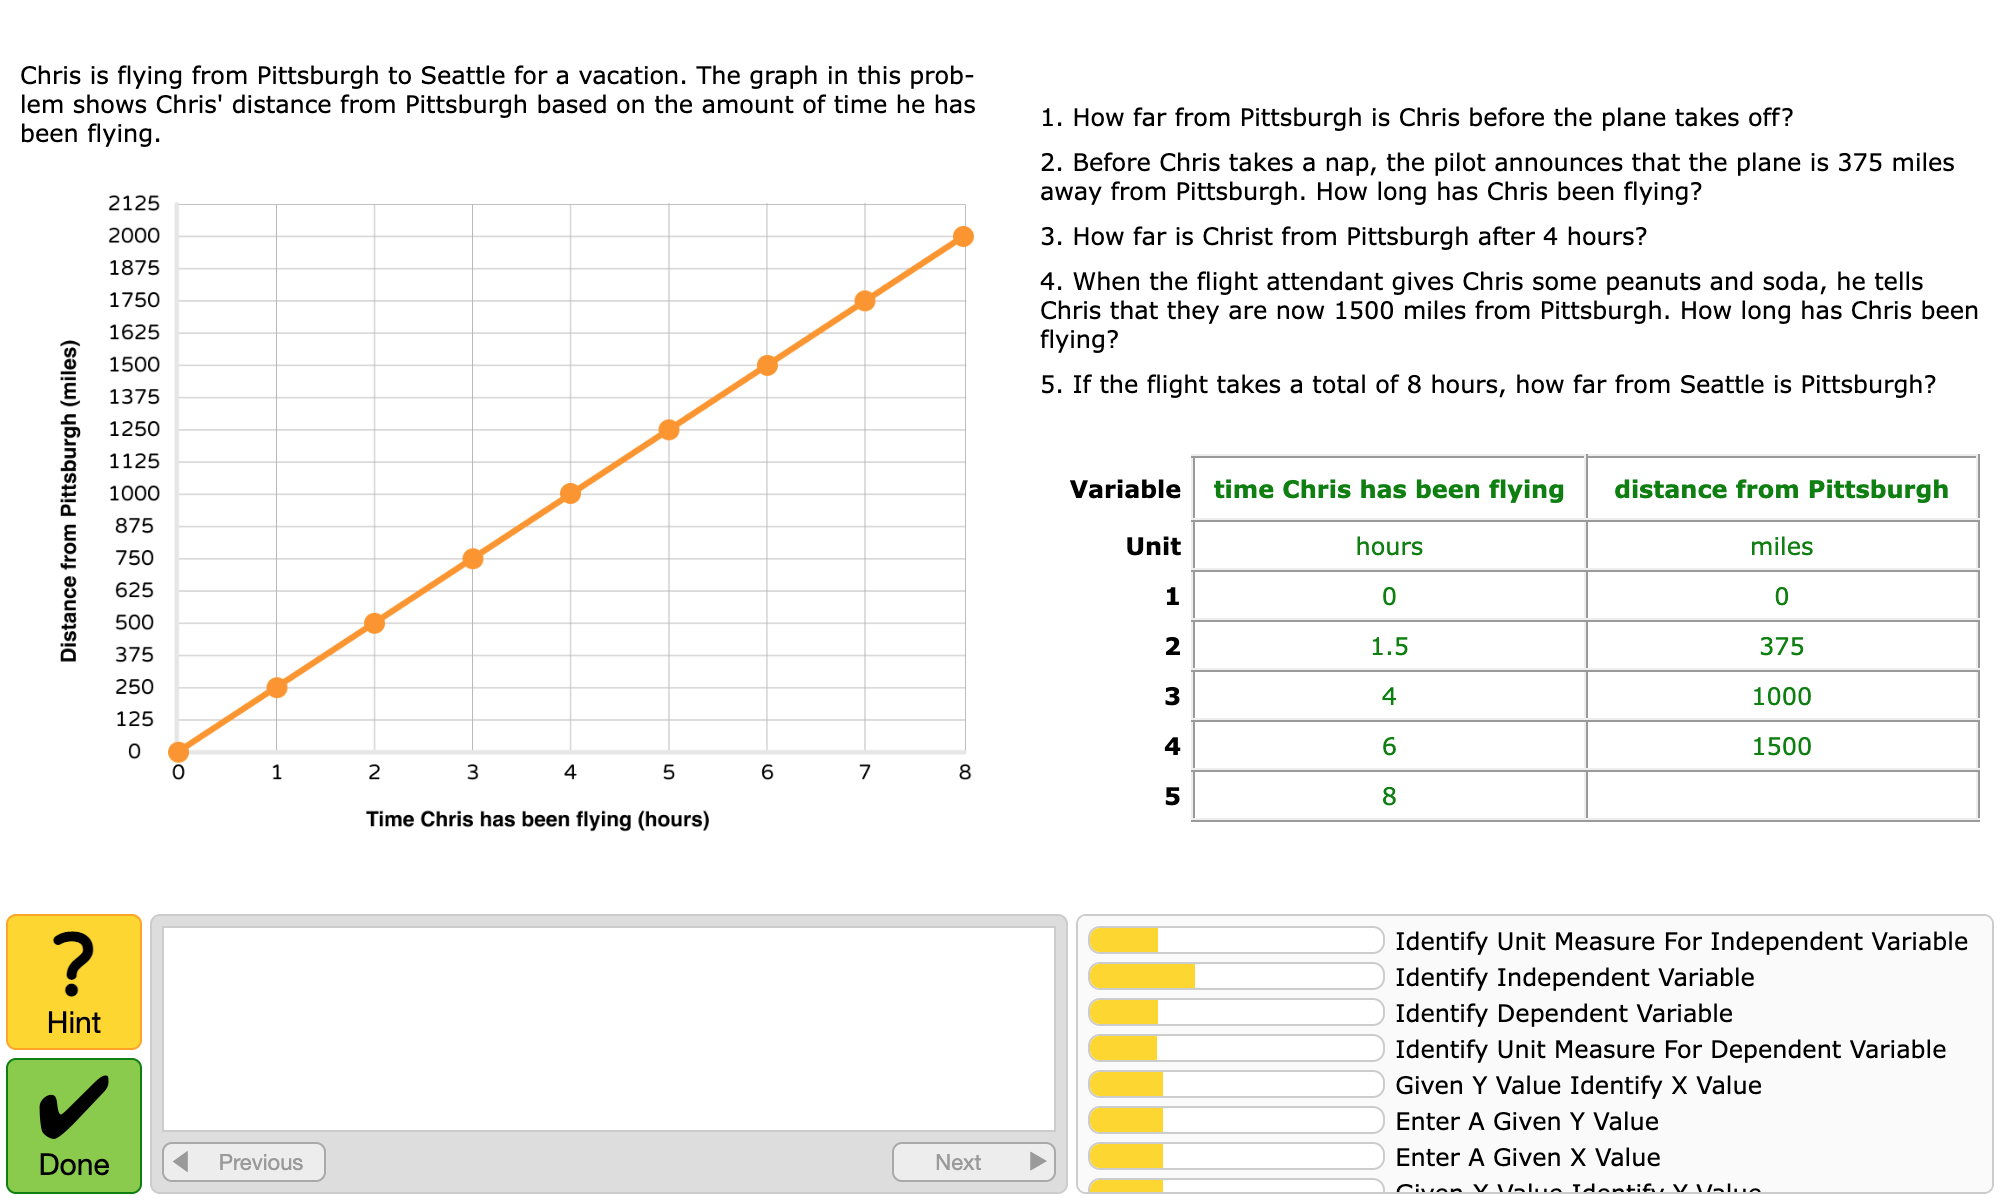 Chris is flying from Pittsburgh to Seattle for a vacation. The graph in this prob-
lem shows Chris' distance from Pittsburgh based on the amount of time he has
been flying.
2125
2000
1875
1750
1625
1500
1375
1250
1125
1000
875
750
625
500
375
250
125
0
Distance from Pittsburgh (miles)
0 1 2 3 4 5 6 7 8
Time Chris has been flying (hours)
1. How far from Pittsburgh is Chris before the plane takes off?
2. Before Chris takes a nap, the pilot announces that the plane is 375 miles
away from Pittsburgh. How long has Chris been flying?
3. How far is Christ from Pittsburgh after 4 hours?
4. When the flight attendant gives Chris some peanuts and soda, he tells
Chris that they are now 1500 miles from Pittsburgh. How long has Chris been
flying?
5. If the flight takes a total of 8 hours, how far from Seattle is Pittsburgh?
Variable time Chris has been flying distance from Pittsburgh
Unit hours miles
1 0 0
2 1.5 375
3 4 1000
4 6 1500
5 8
?
Hint
Done
Previous
Next
Identify Unit Measure For Independent Variable
Identify Independent Variable
Identify Dependent Variable
Identify Unit Measure For Dependent Variable
Given Y Value Identify X Value
Enter A Given Y Value
Enter A Given X Value
Given X Value Identify Y Value